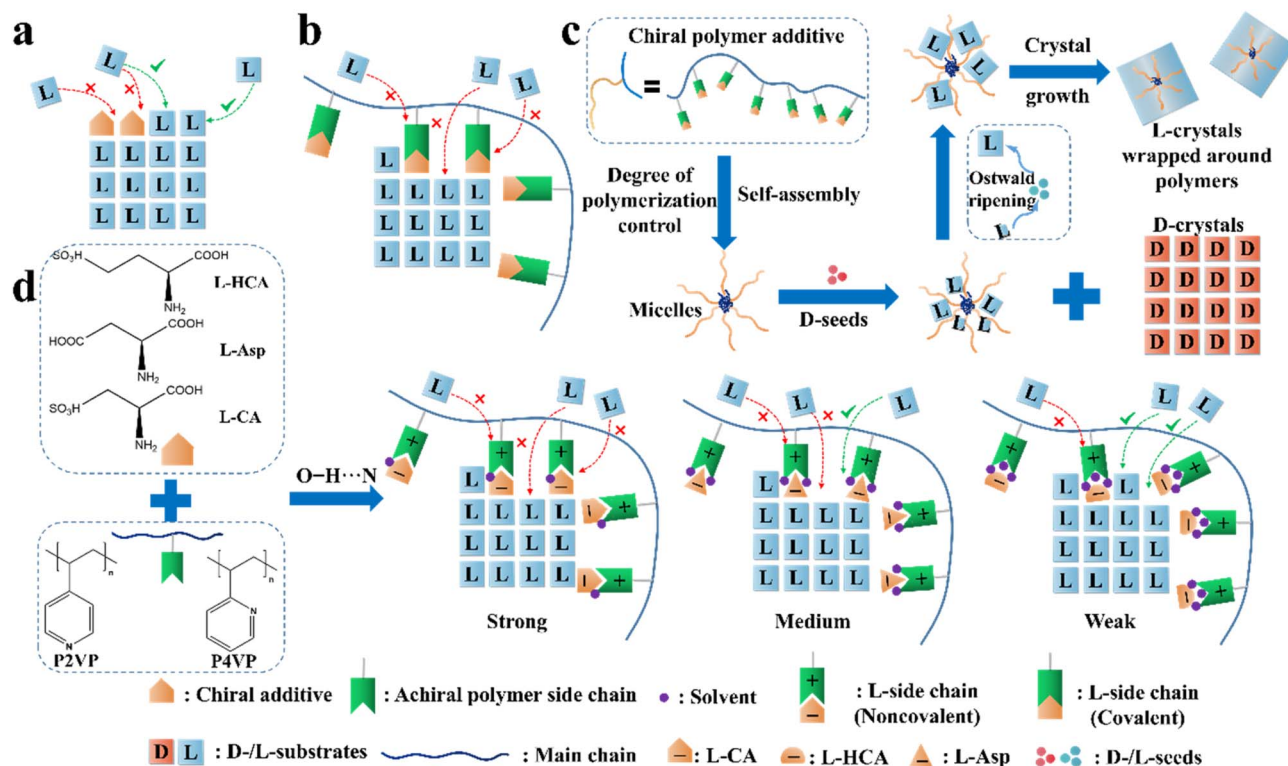 a
L
L
L
L L
L L L L
L L L L
L L L L
b
L
L
L
L
L L L L
L L L L
L L L L
c
Chiral polymer additive
=
Degree of
polymerization
control
Self-assembly
Micelles
D-seeds
L
L
L
L
L
L
L
L
L
L
Crystal
growth
L
Ostwald
ripening
L
L-crystals
wrapped around
polymers
D-crystals
D D D D
D D D D
D D D D
D D D D
d
SO₃H
COOH
NH₂
L-HCA
HOOC
COOH
NH₂
L-Asp
SO₃H
COOH
NH₂
L-CA
n
N
P2VP
n
N
P4VP
O–H···N
L
L
L
+
+
+
−
−
−
L
L L L L
L L L L
L L L L
− +
− +
Strong
L
L
L
+
+
+
−
−
−
L
L L L L
L L L L
L L L L
− +
− +
Medium
L
L
L
+
+
+
−
−
−
L
L
L L L L
L L L L
L L L L
− +
− +
Weak
: Chiral additive
: Achiral polymer side chain
: Solvent
+
−
: L-side chain
(Noncovalent)
: L-side chain
(Covalent)
D L : D-/L-substrates
: Main chain
− : L-CA
− : L-HCA
− : L-Asp
: D-/L-seeds